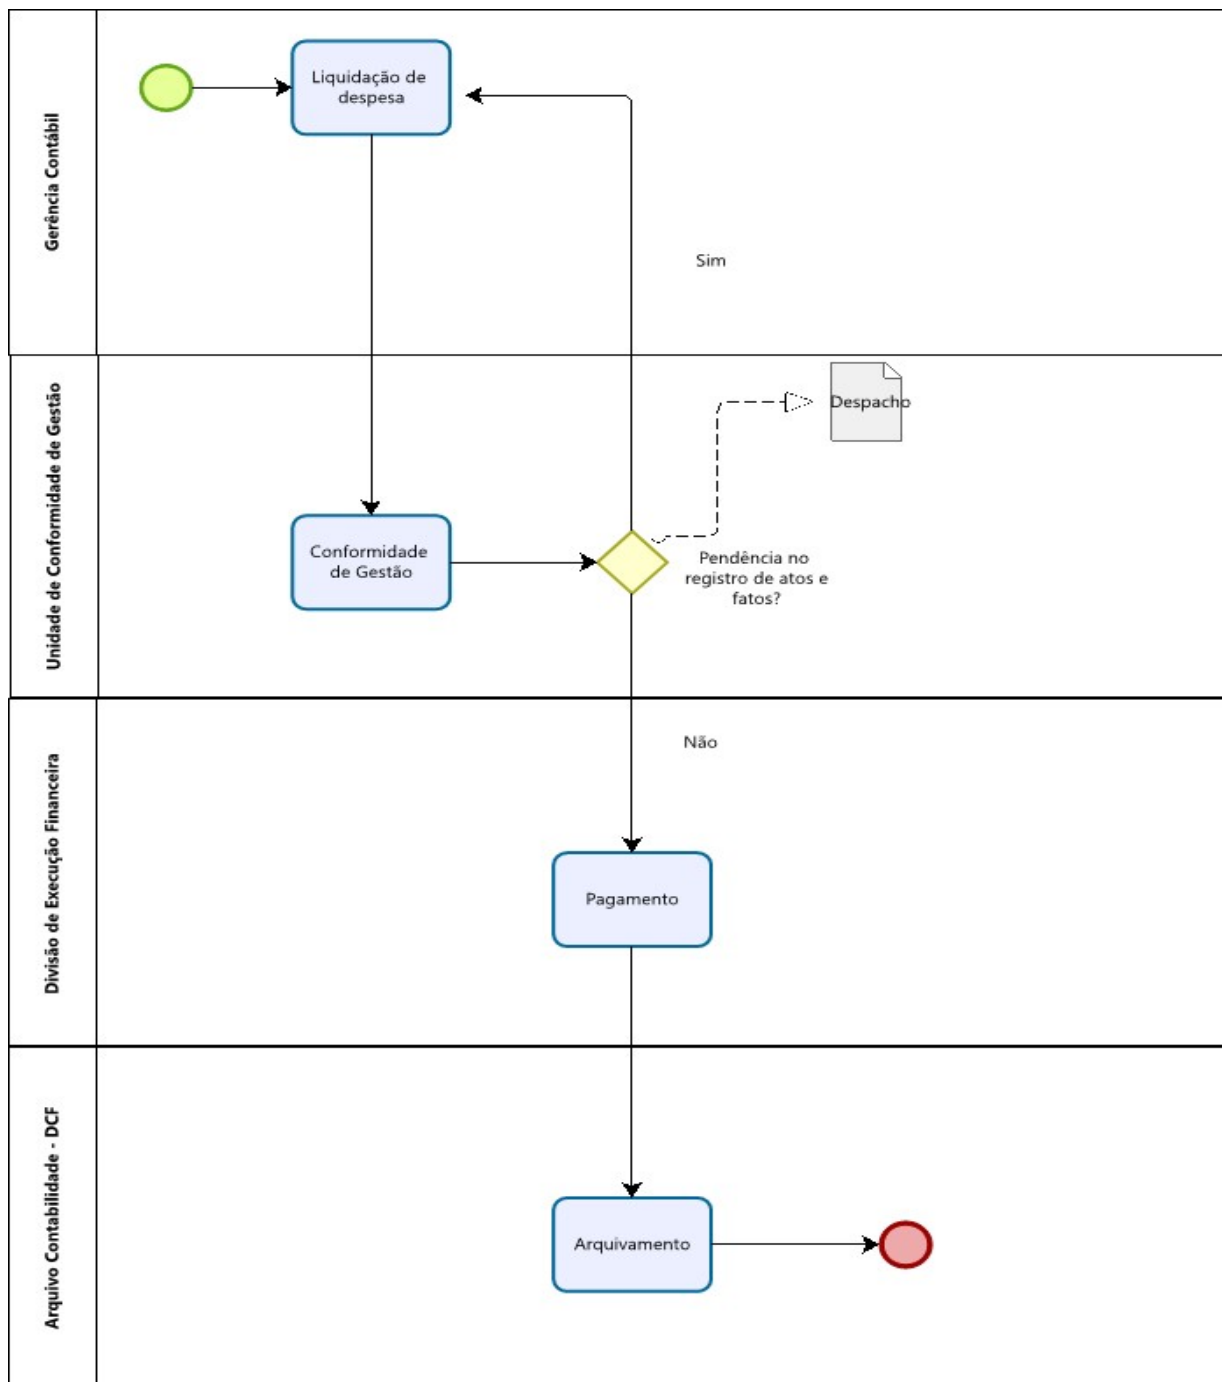 Gerência Contábil
Liquidação de
despesa
Sim
Unidade de Conformidade de Gestão
Despacho
Conformidade
de Gestão
Pendência no
registro de atos e
fatos?
Divisão de Execução Financeira
Não
Pagamento
Arquivo Contabilidade - DCF
Arquivamento